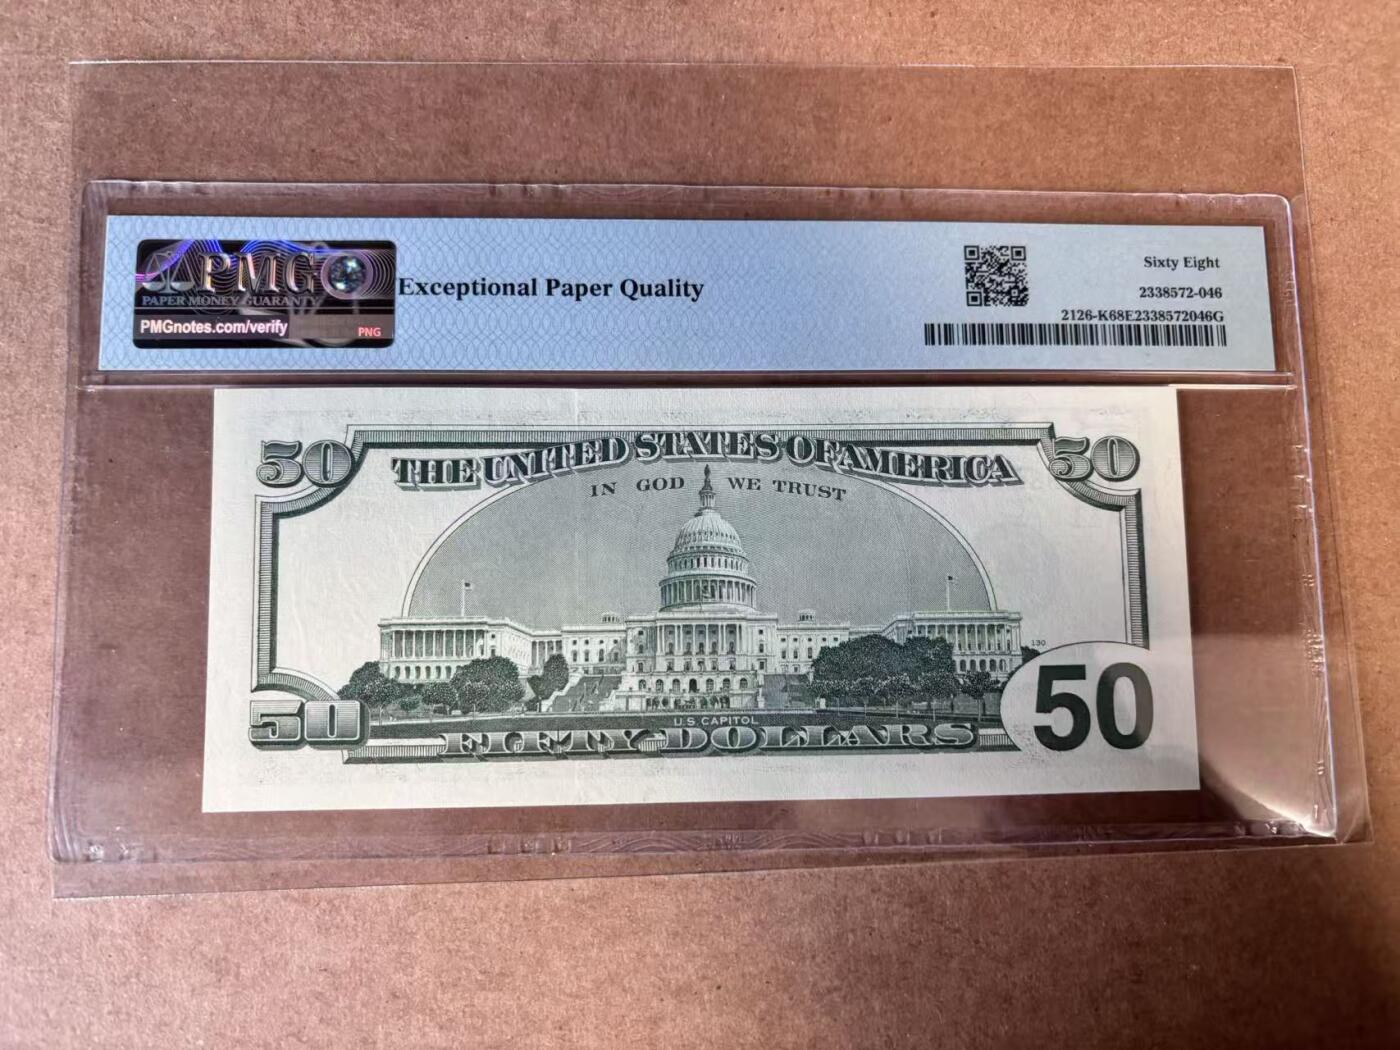 PMG
PAPER MONEY GUARANTY
PMGnotes.com/verify
PNG
Exceptional Paper Quality
Sixty Eight
2338572-046
2126-K68E2338572046G
50 50
THE UNITED STATES OF AMERICA
IN GOD WE TRUST
130
50 50
U.S. CAPITOL
FIFTY DOLLARS